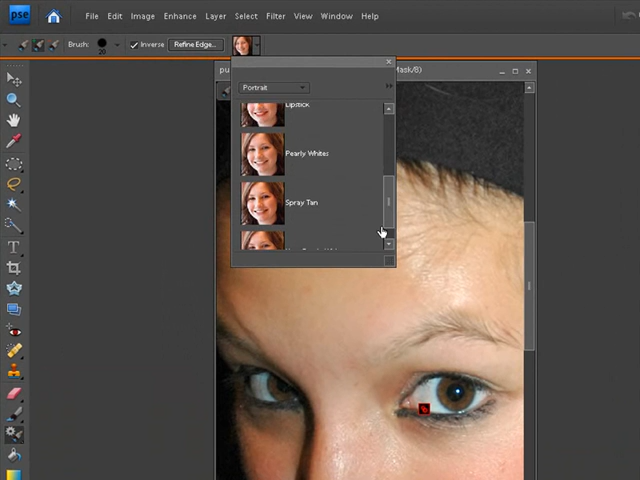 pse File Edit Image Enhance Layer Select Filter View Window Help
Brush: 20 Inverse Refine Edge...
Mask/8)
Portrait
Lipstick
Pearly Whites
Spray Tan
T